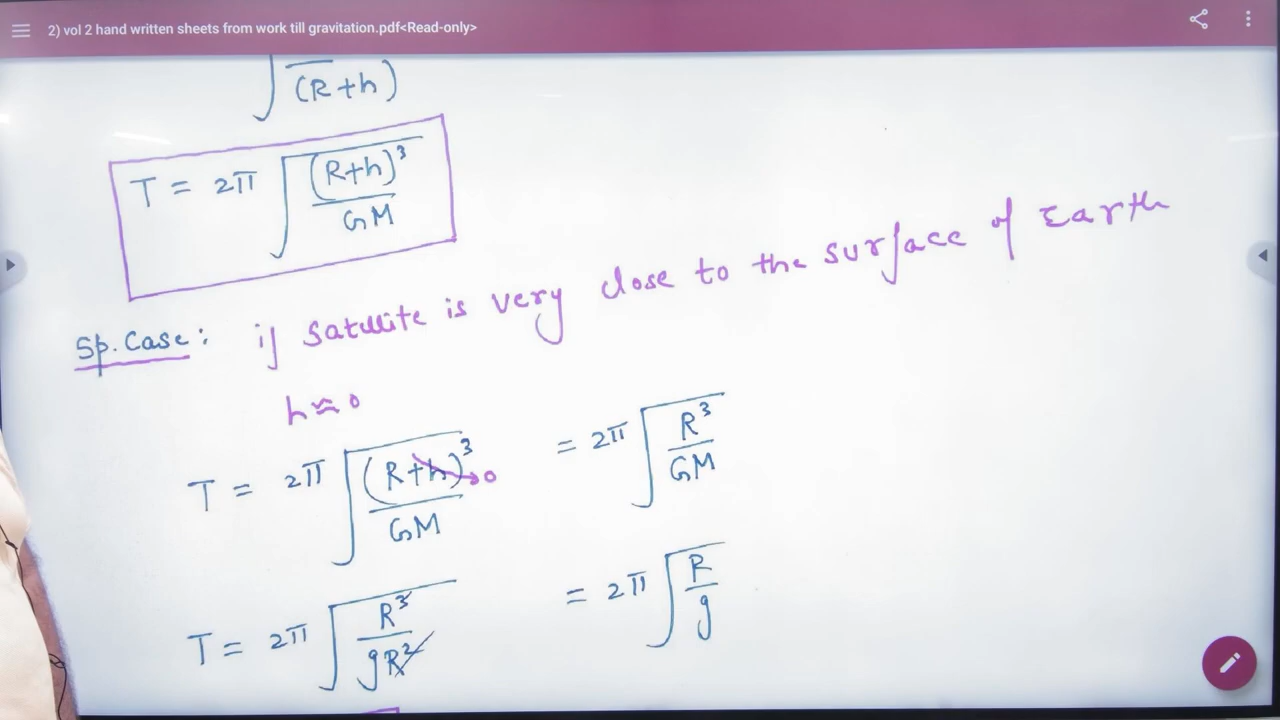 2) vol 2 hand written sheets from work till gravitation.pdf<Read-only>
√(R+h)
T = 2π √((R+h)³/GM)
Sp. Case : if satellite is very close to the surface of Earth
h≈0
T = 2π √((R+h)³/GM) →0 = 2π √(R³/GM)
T = 2π √(R³/gR²) = 2π √(R/g)